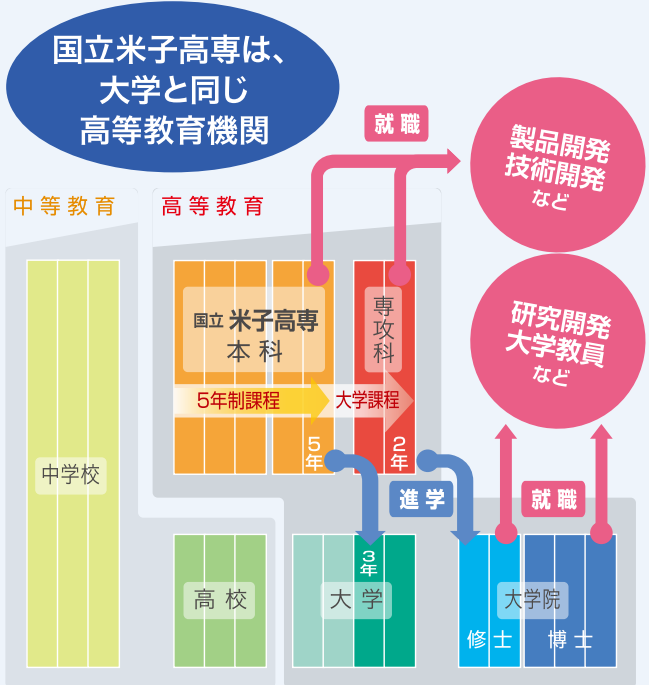 国立米子高専は、
大学と同じ
高等教育機関
就職
製品開発
技術開発
など
中等教育
高等教育
国立 米子高専
本科
専攻科
研究開発
大学教員
など
5年制課程
大学課程
5年
2年
中学校
進学
就職
3年
高校
大学
大学院
修士
博士